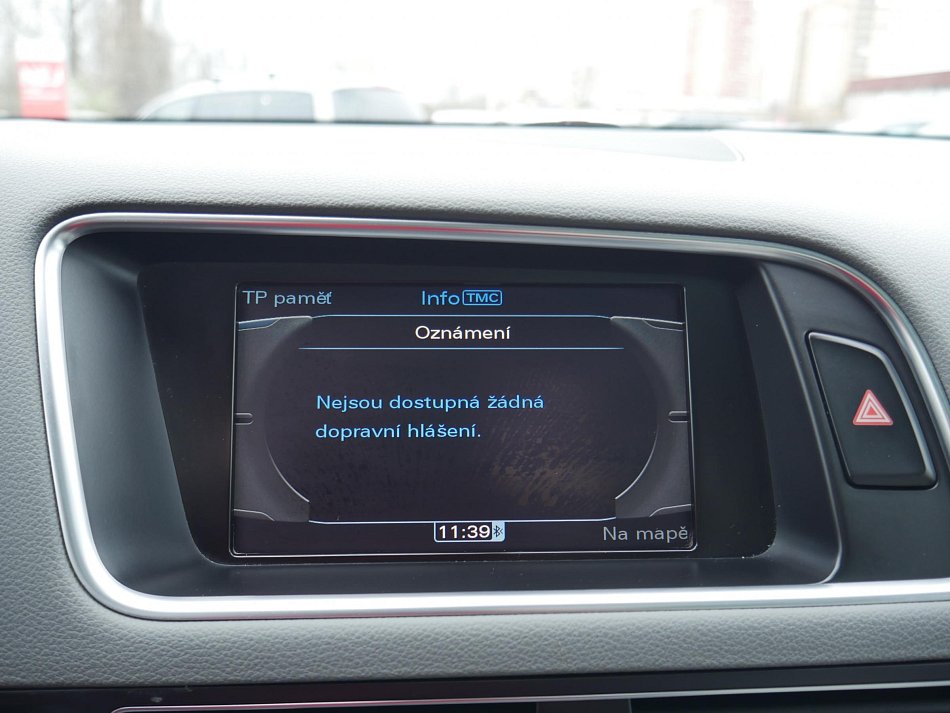 TP paměť
Info TMC
Oznámení
Nejsou dostupná žádná
dopravní hlášení.
11:39
Na mapě